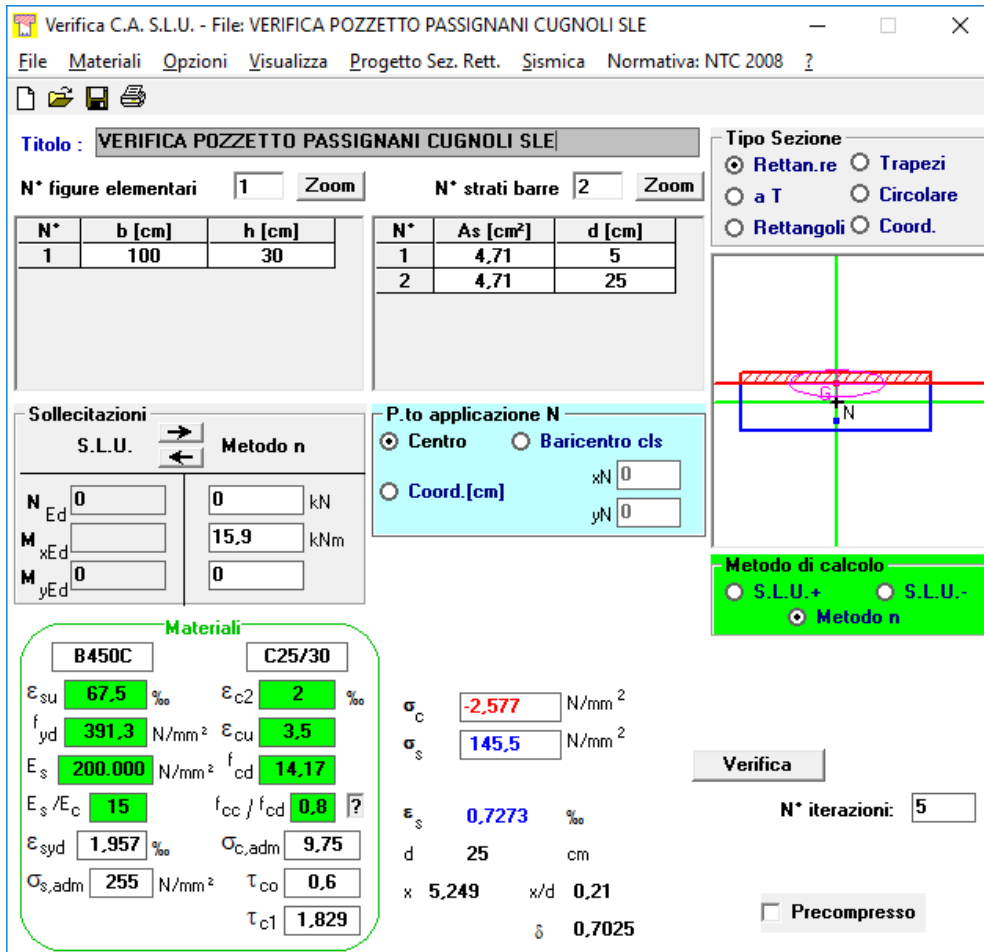 Verifica C.A. S.L.U. - File: VERIFICA POZZETTO PASSIGNANI CUGNOLI SLE
File Materiali Opzioni Visualizza Progetto Sez. Rett. Sismica Normativa: NTC 2008 ?
Titolo : VERIFICA POZZETTO PASSIGNANI CUGNOLI SLE
N° figure elementari 1 Zoom N° strati barre 2 Zoom
N° b [cm] h [cm]
1 100 30
N° As [cm²] d [cm]
1 4,71 5
2 4,71 25
Tipo Sezione
Rettan.re Trapezi
a T Circolare
Rettangoli Coord.
G
N
Sollecitazioni
S.L.U. Metodo n
N Ed 0 0 kN
M xEd 15,9 kNm
M yEd 0 0
P.to applicazione N
Centro Baricentro cls
Coord.[cm] xN 0
yN 0
Metodo di calcolo
S.L.U.+ S.L.U.-
Metodo n
Materiali
B450C C25/30
εsu 67,5 ‰ εc2 2 ‰
fyd 391,3 N/mm² εcu 3,5
Es 200.000 N/mm² fcd 14,17
Es/Ec 15 fcc / fcd 0,8 ?
εsyd 1,957 ‰ σc,adm 9,75
σs,adm 255 N/mm² τco 0,6
τc1 1,829
σc -2,577 N/mm²
σs 145,5 N/mm²
εs 0,7273 ‰
d 25 cm
x 5,249 x/d 0,21
δ 0,7025
Verifica
N° iterazioni: 5
Precompresso